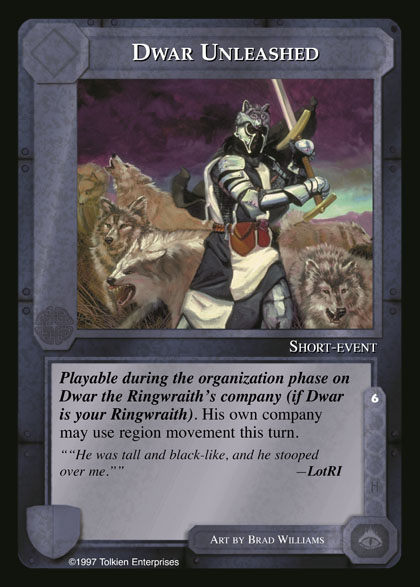 Dwar Unleashed
Short-event
Playable during the organization phase on
Dwar the Ringwraith's company (if Dwar
is your Ringwraith). His own company
may use region movement this turn.
““He was tall and black-like, and he stooped
over me.”” –LotRI
6
H
Art by Brad Williams
©1997 Tolkien Enterprises